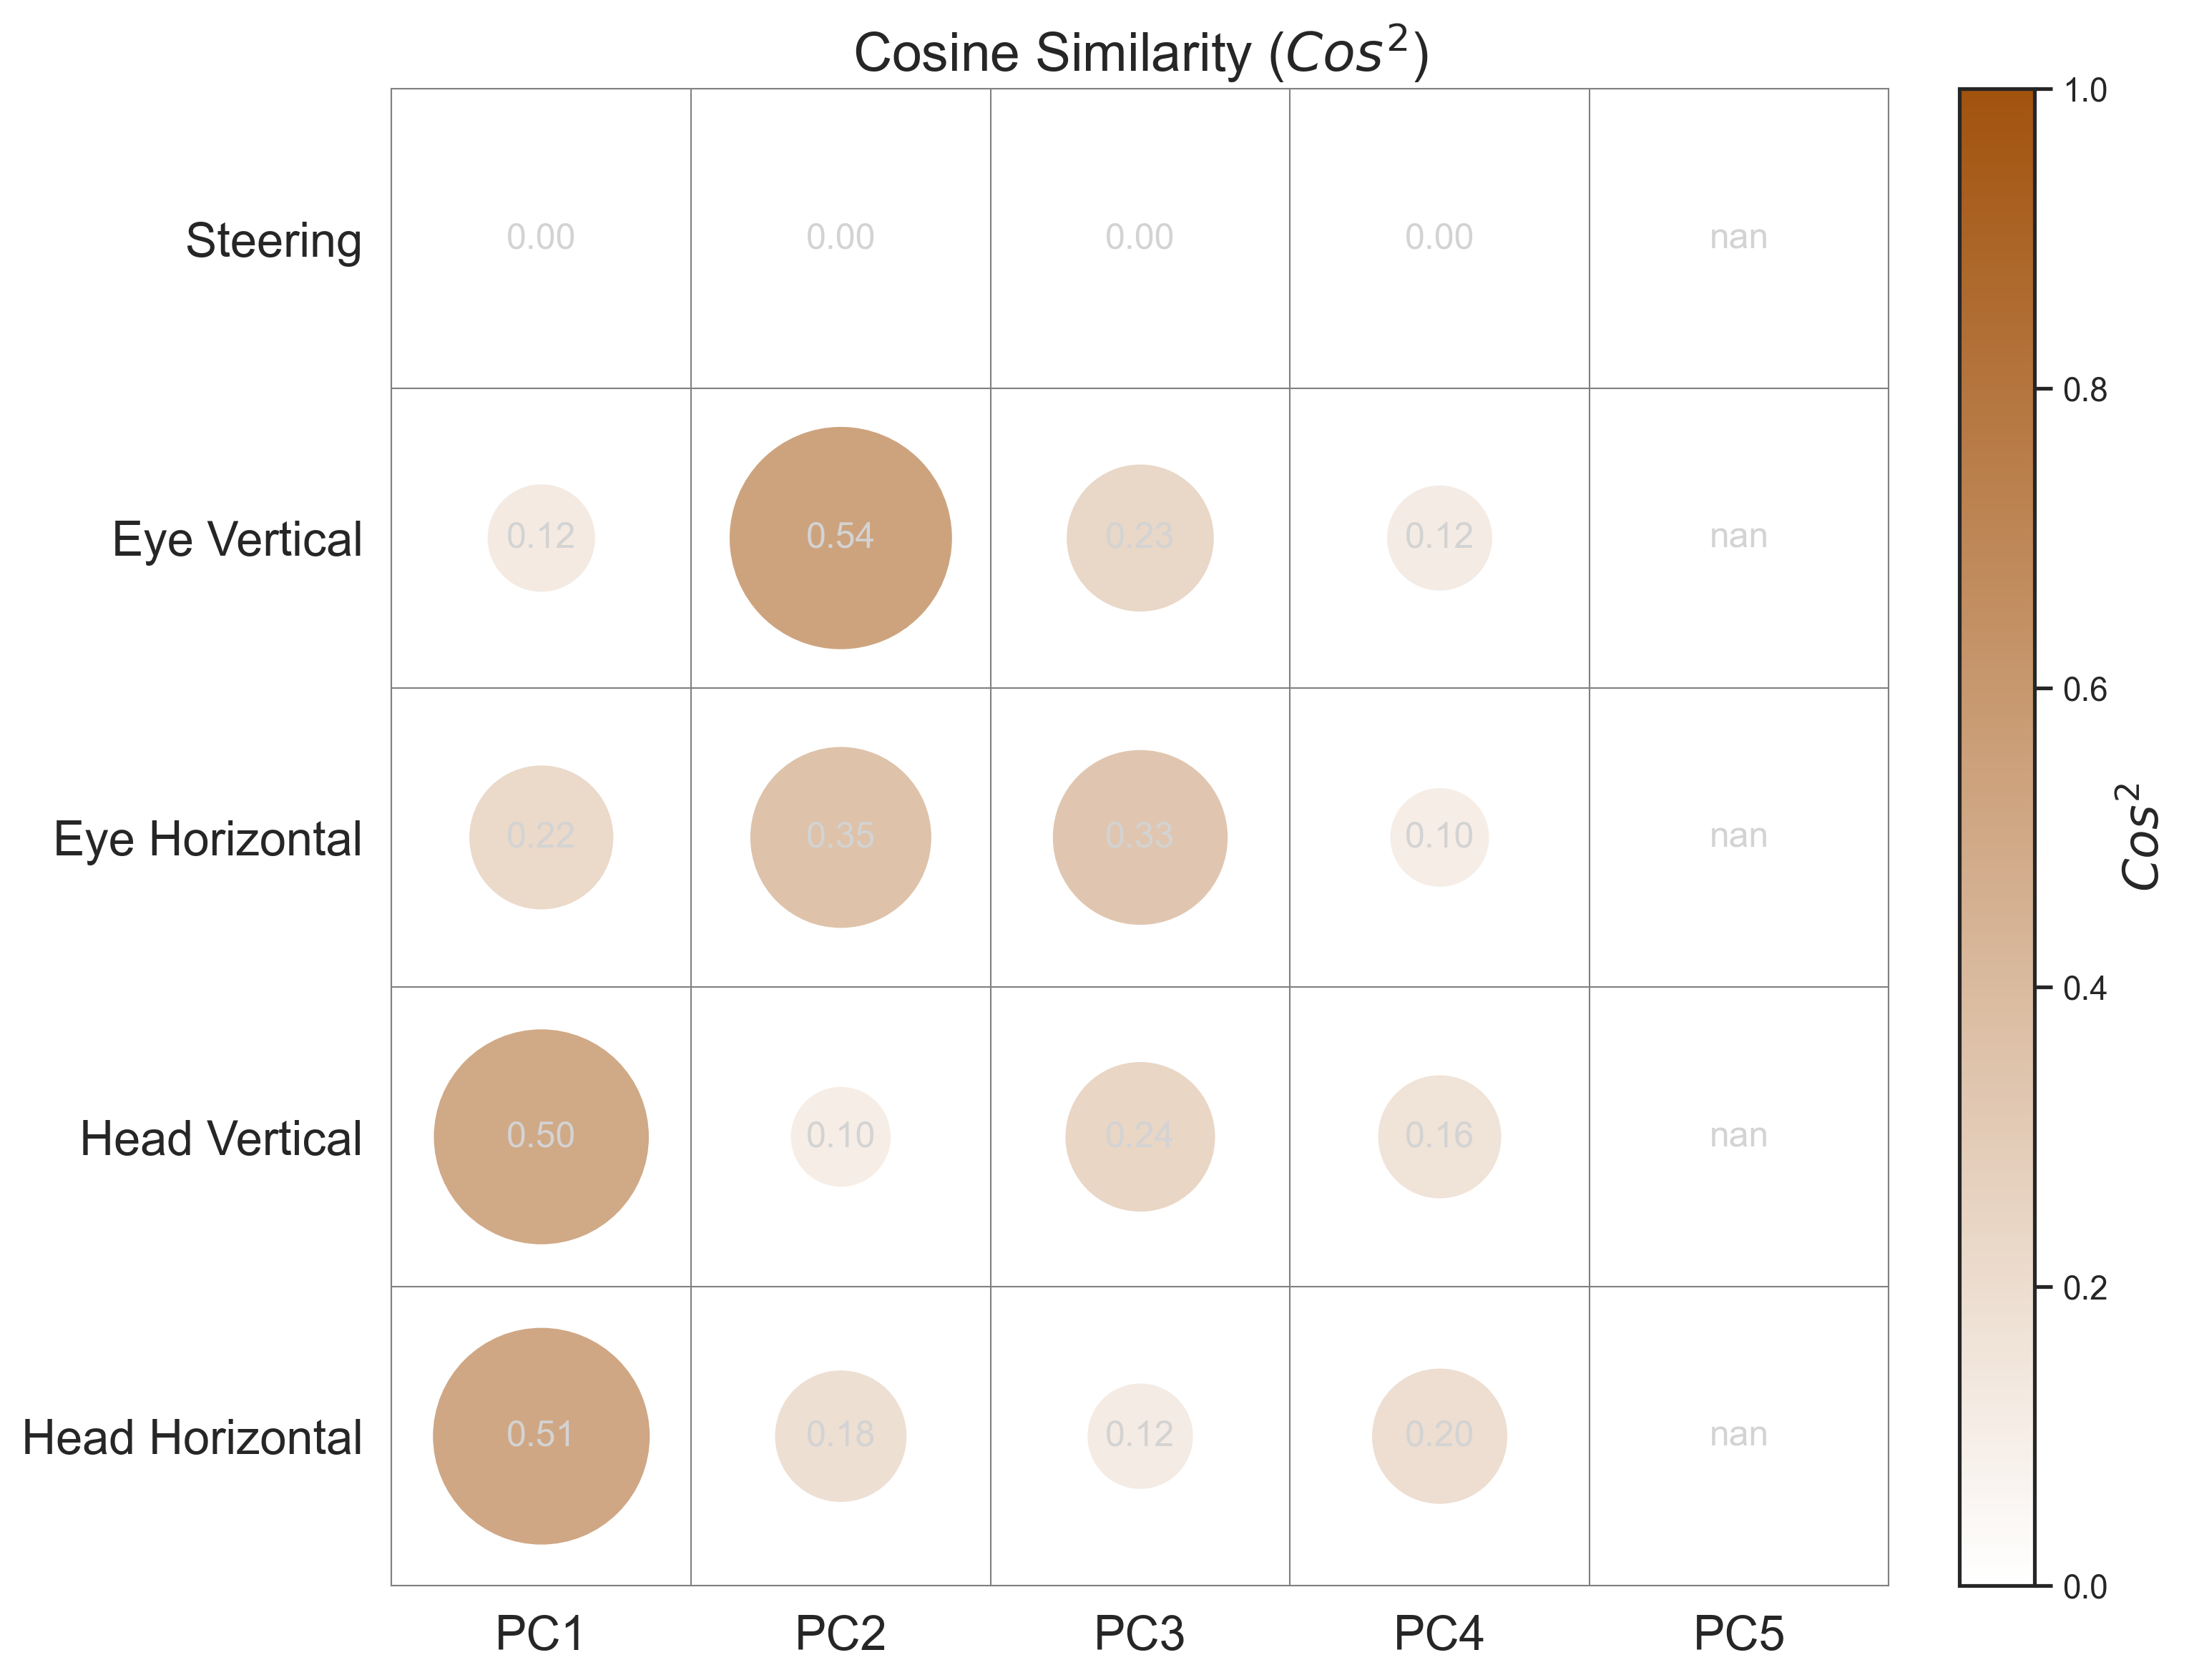 Cosine Similarity (Cos²)
Steering 0.00 0.00 0.00 0.00 nan
Eye Vertical 0.12 0.54 0.23 0.12 nan
Eye Horizontal 0.22 0.35 0.33 0.10 nan
Head Vertical 0.50 0.10 0.24 0.16 nan
Head Horizontal 0.51 0.18 0.12 0.20 nan
PC1 PC2 PC3 PC4 PC5
1.0
0.8
0.6
0.4
0.2
0.0
Cos²